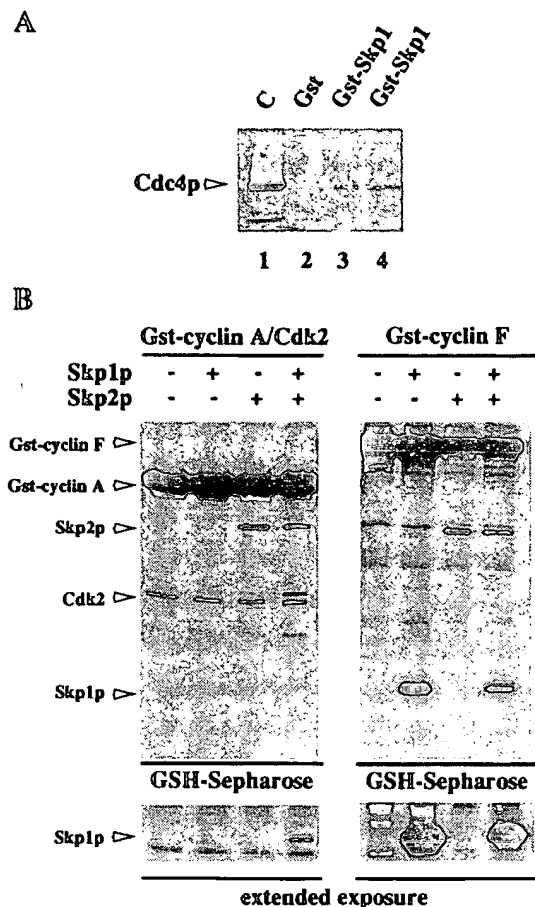 A
C Gst Gst-Skp1 Gst-Skp1
Cdc4p
1 2 3 4
B
Gst-cyclin A/Cdk2 Gst-cyclin F
Skp1p - + - + - + - +
Skp2p - - + + - - + +
Gst-cyclin F
Gst-cyclin A
Skp2p
Cdk2
Skp1p
GSH-Sepharose GSH-Sepharose
Skp1p
extended exposure